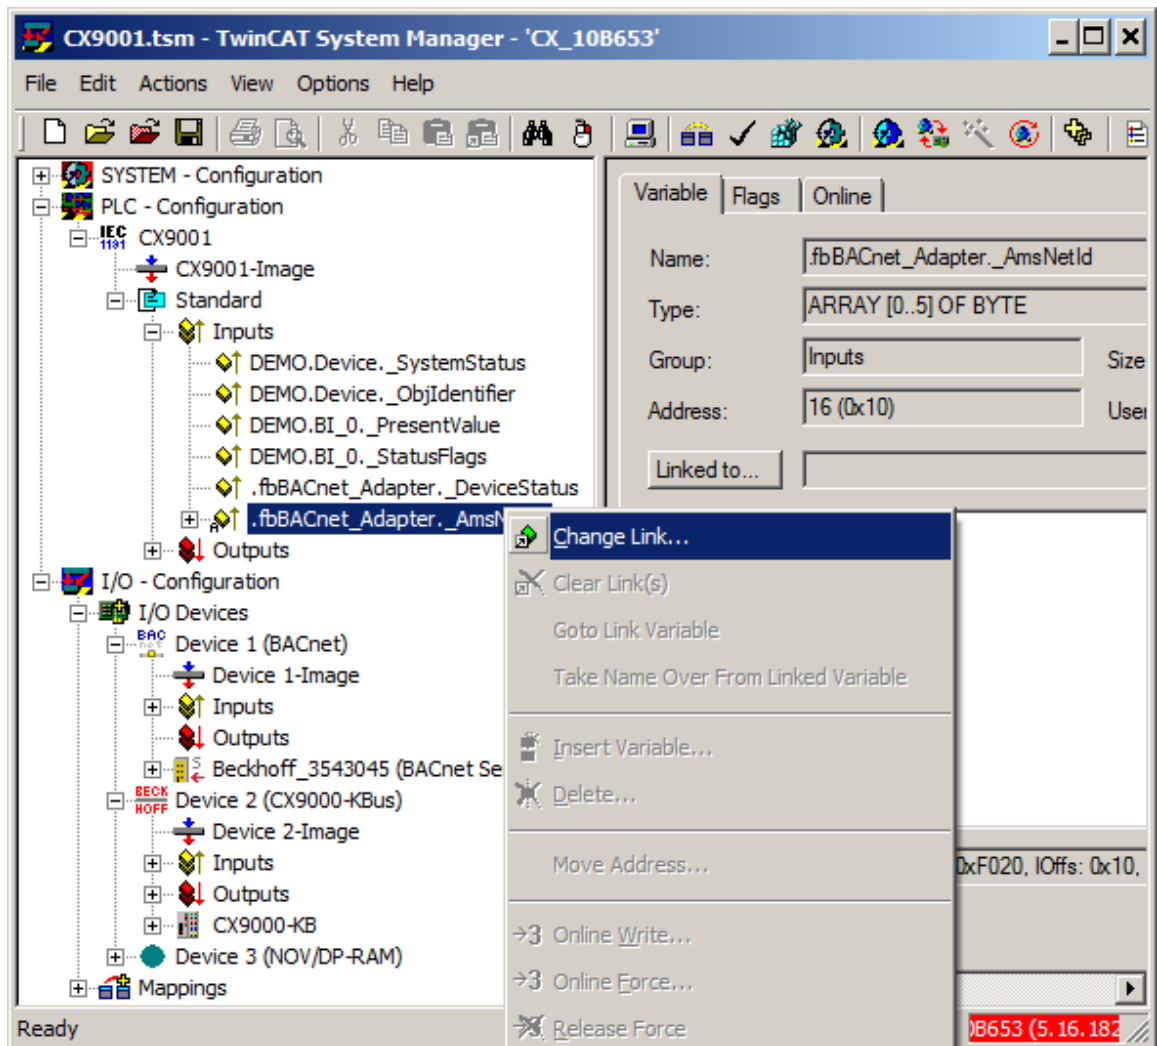 CX9001.tsm - TwinCAT System Manager - 'CX_10B653'
File Edit Actions View Options Help
SYSTEM - Configuration
PLC - Configuration
IEC
1131
CX9001
CX9001-Image
Standard
Inputs
DEMO.Device._SystemStatus
DEMO.Device._ObjIdentifier
DEMO.BI_0._PresentValue
DEMO.BI_0._StatusFlags
.fbBACnet_Adapter._DeviceStatus
.fbBACnet_Adapter._AmsN
Outputs
I/O - Configuration
I/O Devices
BAC
net
Device 1 (BACnet)
Device 1-Image
Inputs
Outputs
Beckhoff_3543045 (BACnet Se
BECK
HOFF
Device 2 (CX9000-KBus)
Device 2-Image
Inputs
Outputs
CX9000-KB
Device 3 (NOV/DP-RAM)
Mappings
Variable Flags Online
Name: .fbBACnet_Adapter._AmsNetId
Type: ARRAY [0..5] OF BYTE
Group: Inputs Size
Address: 16 (0x10) User
Linked to...
Change Link...
Clear Link(s)
Goto Link Variable
Take Name Over From Linked Variable
Insert Variable...
Delete...
Move Address...
Online Write...
Online Force...
Release Force
0xF020, IOffs: 0x10,
Ready
0B653 (5.16.182